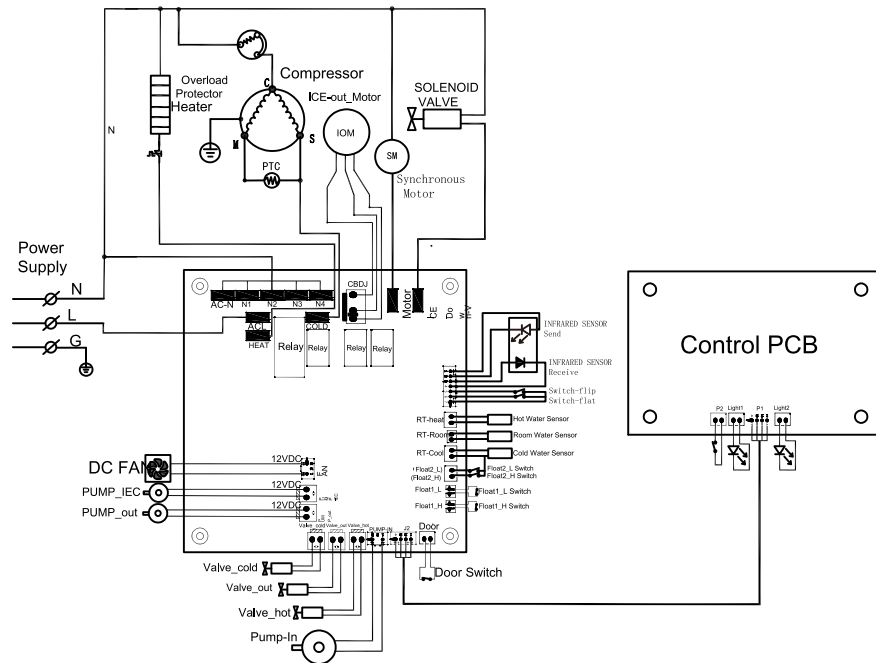 Overload
Protector
Heater
Compressor
C
M
S
PTC
ICE-out_Motor
IOM
SM
Synchronous
Motor
SOLENOID
VALVE
N
Power
Supply
N
L
G
AC-N
N1
N2
N3
N4
ACL
HEAT
COLD
CBDJ
Motor
Relay
Relay
Relay
Relay
INFRARED SENSOR
Send
INFRARED SENSOR
Receive
Switch-flip
Switch-flat
RT-heat
Hot Water Sensor
RT-Room
Room Water Sensor
RT-Cool
Cold Water Sensor
(Float2_L)
(Float2_H)
Float2_L Switch
Float2_H Switch
Float1_L
Float1_L Switch
Float1_H
Float1_H Switch
DC FAN
12VDC
PUMP_IEC
12VDC
PUMP_out
12VDC
Valve_cold
Valve_out
Valve_hot
PUMP-IN
J2
Door
Door Switch
Valve_cold
Valve_out
Valve_hot
Pump-In
Control PCB
P2
Light1
P1
Light2